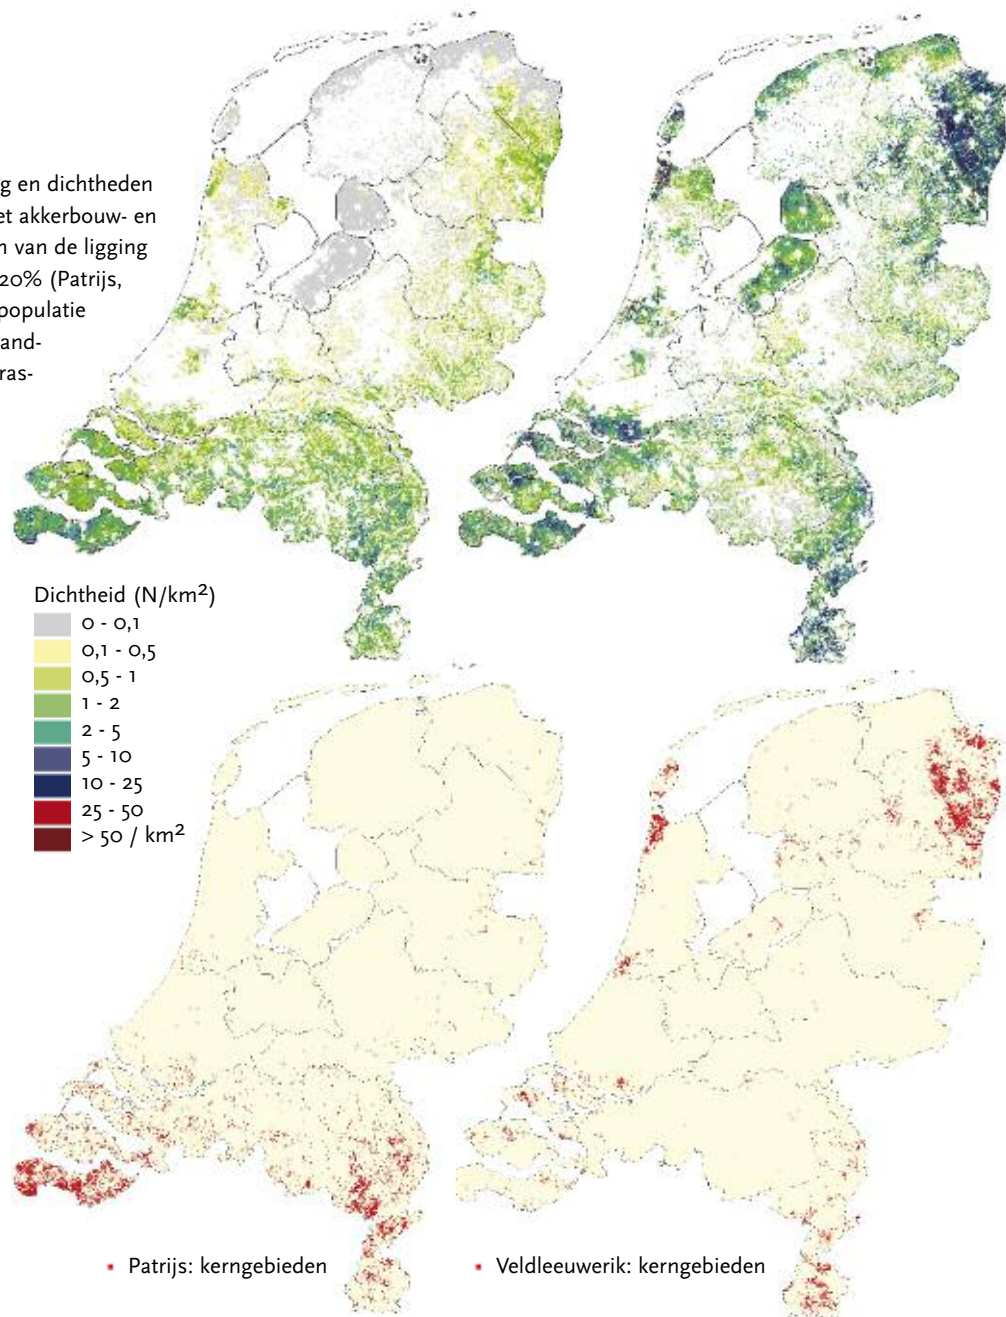 g en dichtheden
et akkerbouw- en
n van de ligging
20% (Patrijs,
populatie
and-
ras-
Dichtheid (N/km²)
0 - 0,1
0,1 - 0,5
0,5 - 1
1 - 2
2 - 5
5 - 10
10 - 25
25 - 50
> 50 / km²
Patrijs: kerngebieden
Veldleeuwerik: kerngebieden